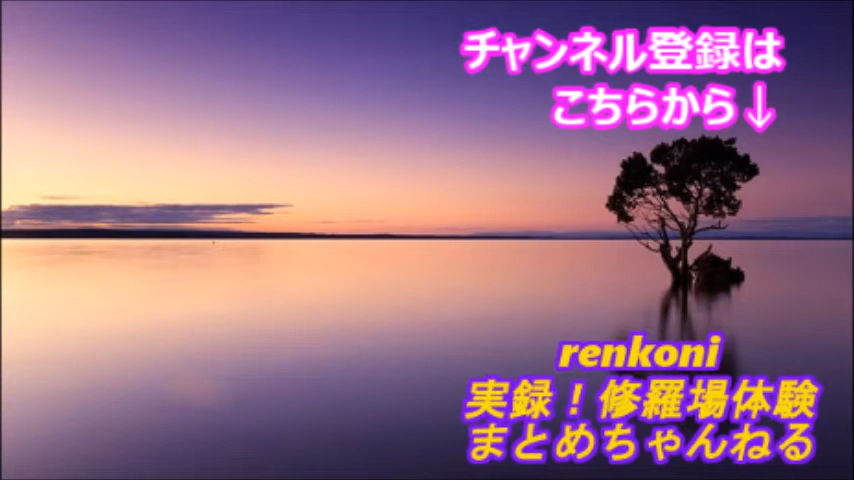 チャンネル登録は
こちらから↓
renkoni
実録！修羅場体験
まとめちゃんねる